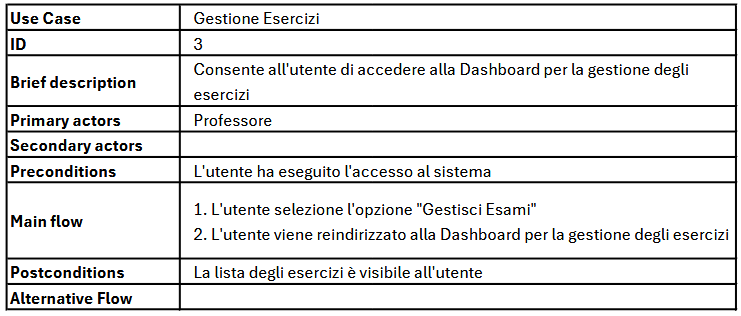 Use Case Gestione Esercizi
ID 3
Brief description Consente all'utente di accedere alla Dashboard per la gestione degli
esercizi
Primary actors Professore
Secondary actors
Preconditions L'utente ha eseguito l'accesso al sistema
Main flow 1. L'utente selezione l'opzione "Gestisci Esami"
2. L'utente viene reindirizzato alla Dashboard per la gestione degli esercizi
Postconditions La lista degli esercizi è visibile all'utente
Alternative Flow